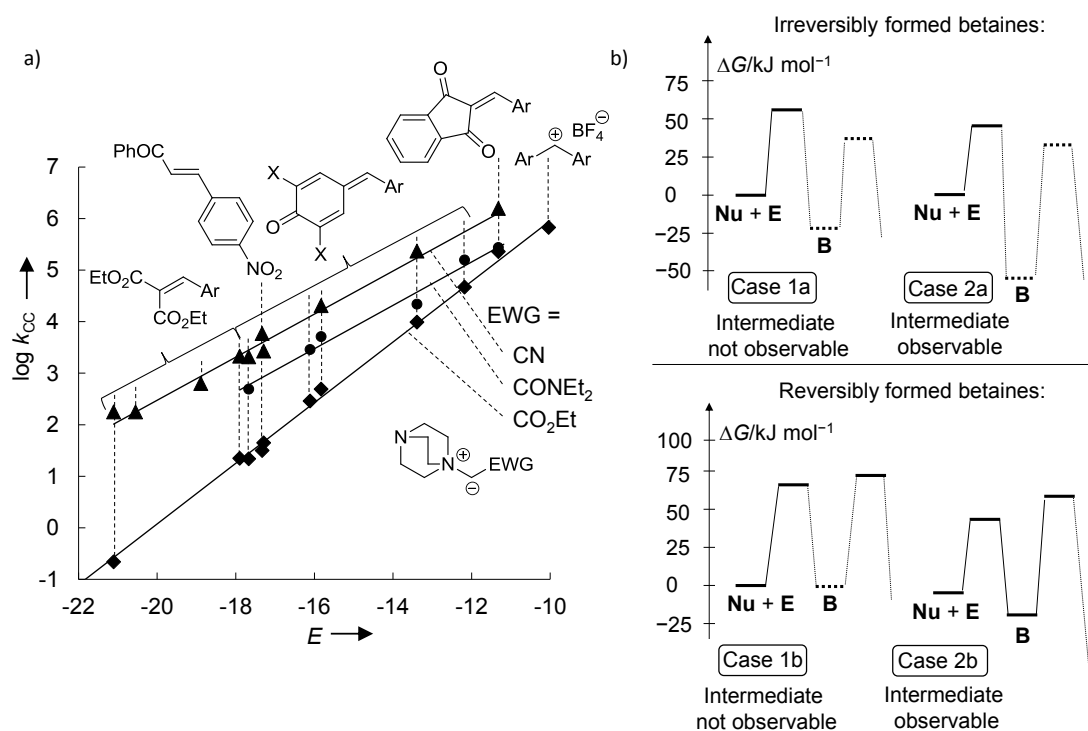 a)
PhOC
NO2
EtO2C
CO2Et
Ar
O
X
X
Ar
O
O
Ar
Ar
⊕
Ar
BF4⊖
7
6
5
4
3
2
1
0
-1
log kCC
-22
-20
-18
-16
-14
-12
-10
E
EWG =
CN
CONEt2
CO2Et
N
N
⊕
EWG
⊖
b)
Irreversibly formed betaines:
ΔG/kJ mol−1
75
50
25
0
−25
−50
Nu + E
B
Nu + E
B
Case 1a
Case 2a
Intermediate
not observable
Intermediate
observable
Reversibly formed betaines:
ΔG/kJ mol−1
100
75
50
25
0
−25
Nu + E
B
Nu + E
B
Case 1b
Case 2b
Intermediate
not observable
Intermediate
observable